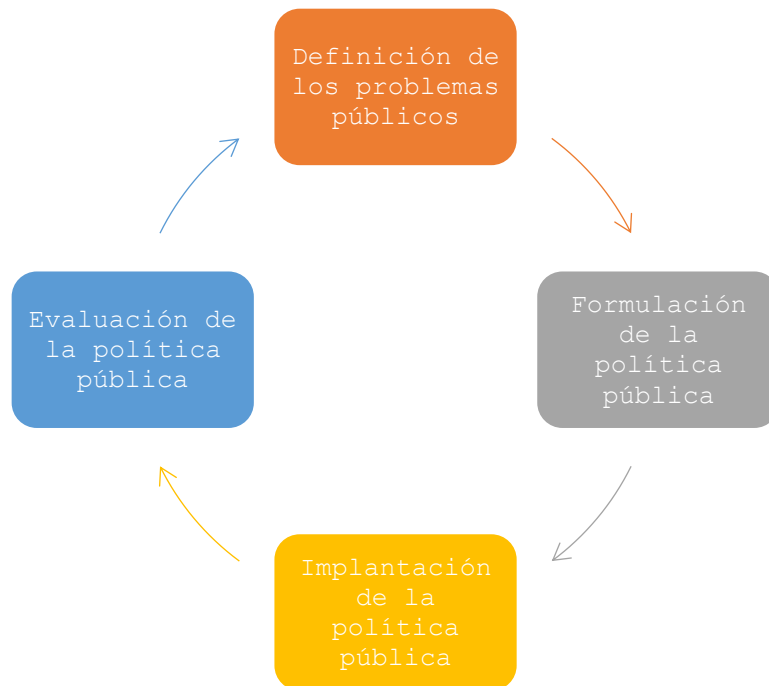 Definición de
los problemas
públicos
Formulación
de la
política
pública
Implantación
de la
política
pública
Evaluación de
la política
pública